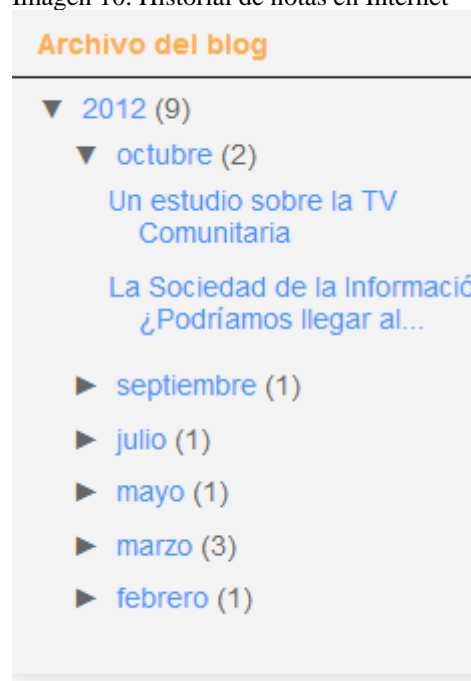 Imagen 10. Historial de notas en Internet
Archivo del blog
▼ 2012 (9)
▼ octubre (2)
Un estudio sobre la TV
Comunitaria
La Sociedad de la Informació
¿Podríamos llegar al...
► septiembre (1)
► julio (1)
► mayo (1)
► marzo (3)
► febrero (1)